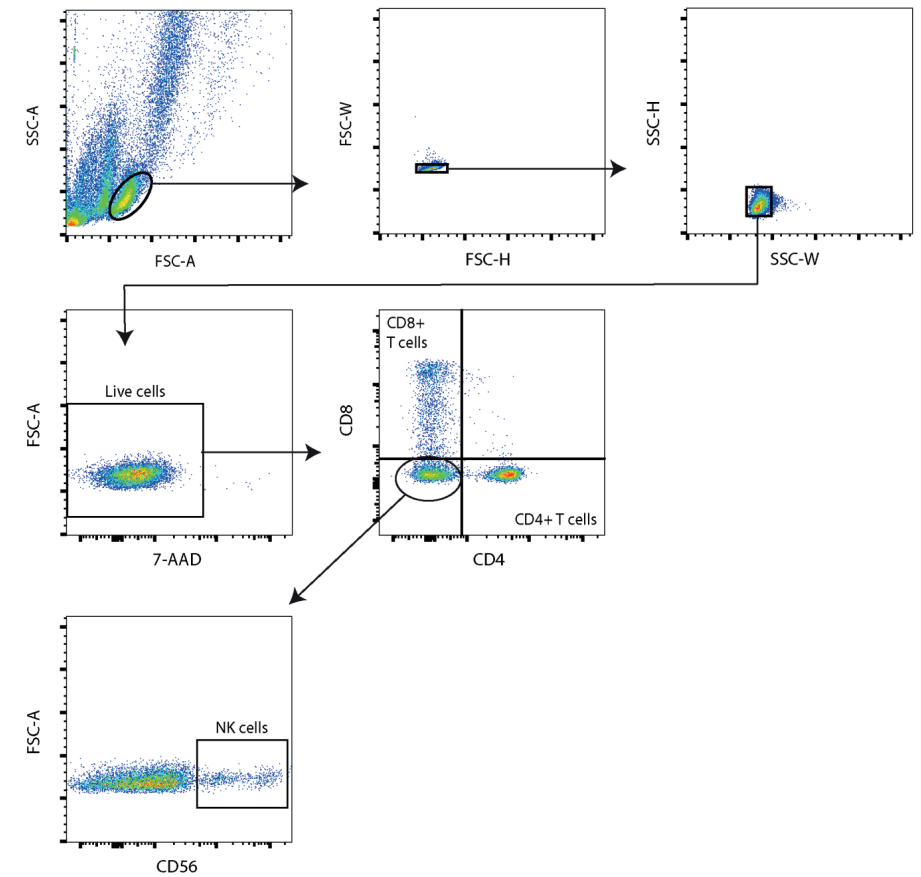 SSC-A
FSC-A
FSC-W
FSC-H
SSC-H
SSC-W
FSC-A
Live cells
7-AAD
CD8
CD8+
T cells
CD4+ T cells
CD4
FSC-A
NK cells
CD56